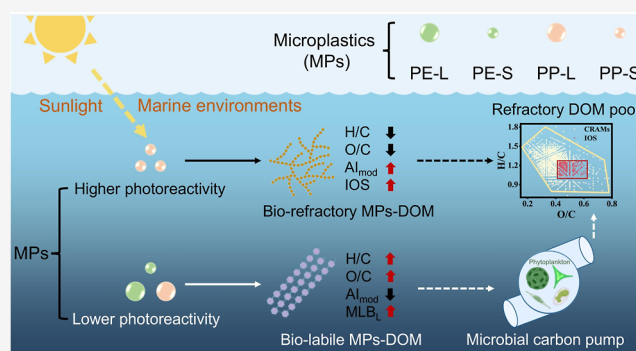 Microplastics
(MPs)
PE-L PE-S PP-L PP-S
Sunlight
Marine environments
Refractory DOM poo
H/C
O/C
AImod
IOS
Bio-refractory MPs-DOM
Higher photoreactivity
CRAMs
IOS
1.8
1.5
1.2
0.9
H/C
0.2 0.4 0.6 0.8
O/C
MPs
H/C
O/C
AImod
MLBL
Bio-labile MPs-DOM
Lower photoreactivity
Phytoplankton
Microbial carbon pump